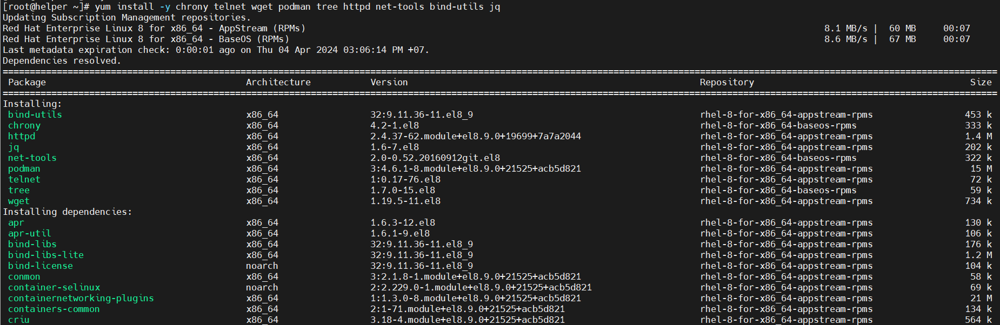 [root@helper ~]# yum install -y chrony telnet wget podman tree httpd net-tools bind-utils jq
Updating Subscription Management repositories.
Red Hat Enterprise Linux 8 for x86_64 - AppStream (RPMs) 8.1 MB/s | 60 MB 00:07
Red Hat Enterprise Linux 8 for x86_64 - BaseOS (RPMs) 8.6 MB/s | 67 MB 00:07
Last metadata expiration check: 0:00:01 ago on Thu 04 Apr 2024 03:06:14 PM +07.
Dependencies resolved.
Package Architecture Version Repository Size
Installing:
bind-utils x86_64 32:9.11.36-11.el8_9 rhel-8-for-x86_64-appstream-rpms 453 k
chrony x86_64 4.2-1.el8 rhel-8-for-x86_64-baseos-rpms 333 k
httpd x86_64 2.4.37-62.module+el8.9.0+19699+7a7a2044 rhel-8-for-x86_64-appstream-rpms 1.4 M
jq x86_64 1.6-7.el8 rhel-8-for-x86_64-appstream-rpms 202 k
net-tools x86_64 2.0-0.52.20160912git.el8 rhel-8-for-x86_64-baseos-rpms 322 k
podman x86_64 3:4.6.1-8.module+el8.9.0+21525+acb5d821 rhel-8-for-x86_64-appstream-rpms 15 M
telnet x86_64 1:0.17-76.el8 rhel-8-for-x86_64-appstream-rpms 72 k
tree x86_64 1.7.0-15.el8 rhel-8-for-x86_64-baseos-rpms 59 k
wget x86_64 1.19.5-11.el8 rhel-8-for-x86_64-appstream-rpms 734 k
Installing dependencies:
apr x86_64 1.6.3-12.el8 rhel-8-for-x86_64-appstream-rpms 130 k
apr-util x86_64 1.6.1-9.el8 rhel-8-for-x86_64-appstream-rpms 106 k
bind-libs x86_64 32:9.11.36-11.el8_9 rhel-8-for-x86_64-appstream-rpms 176 k
bind-libs-lite x86_64 32:9.11.36-11.el8_9 rhel-8-for-x86_64-appstream-rpms 1.2 M
bind-license noarch 32:9.11.36-11.el8_9 rhel-8-for-x86_64-appstream-rpms 104 k
conmon x86_64 3:2.1.8-1.module+el8.9.0+21525+acb5d821 rhel-8-for-x86_64-appstream-rpms 58 k
container-selinux noarch 2:2.229.0-1.module+el8.9.0+21525+acb5d821 rhel-8-for-x86_64-appstream-rpms 69 k
containernetworking-plugins x86_64 1:1.3.0-8.module+el8.9.0+21525+acb5d821 rhel-8-for-x86_64-appstream-rpms 21 M
containers-common x86_64 2:1-71.module+el8.9.0+21525+acb5d821 rhel-8-for-x86_64-appstream-rpms 134 k
criu x86_64 3.18-4.module+el8.9.0+21525+acb5d821 rhel-8-for-x86_64-appstream-rpms 564 k